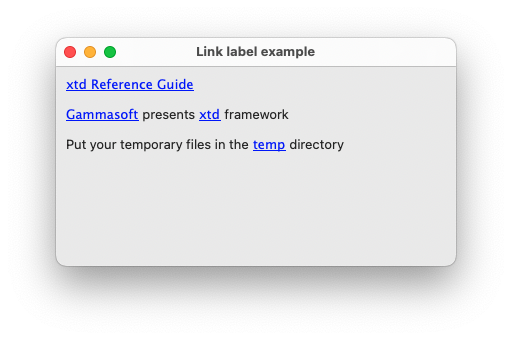 Link label example
xtd Reference Guide
Gammasoft presents xtd framework
Put your temporary files in the temp directory